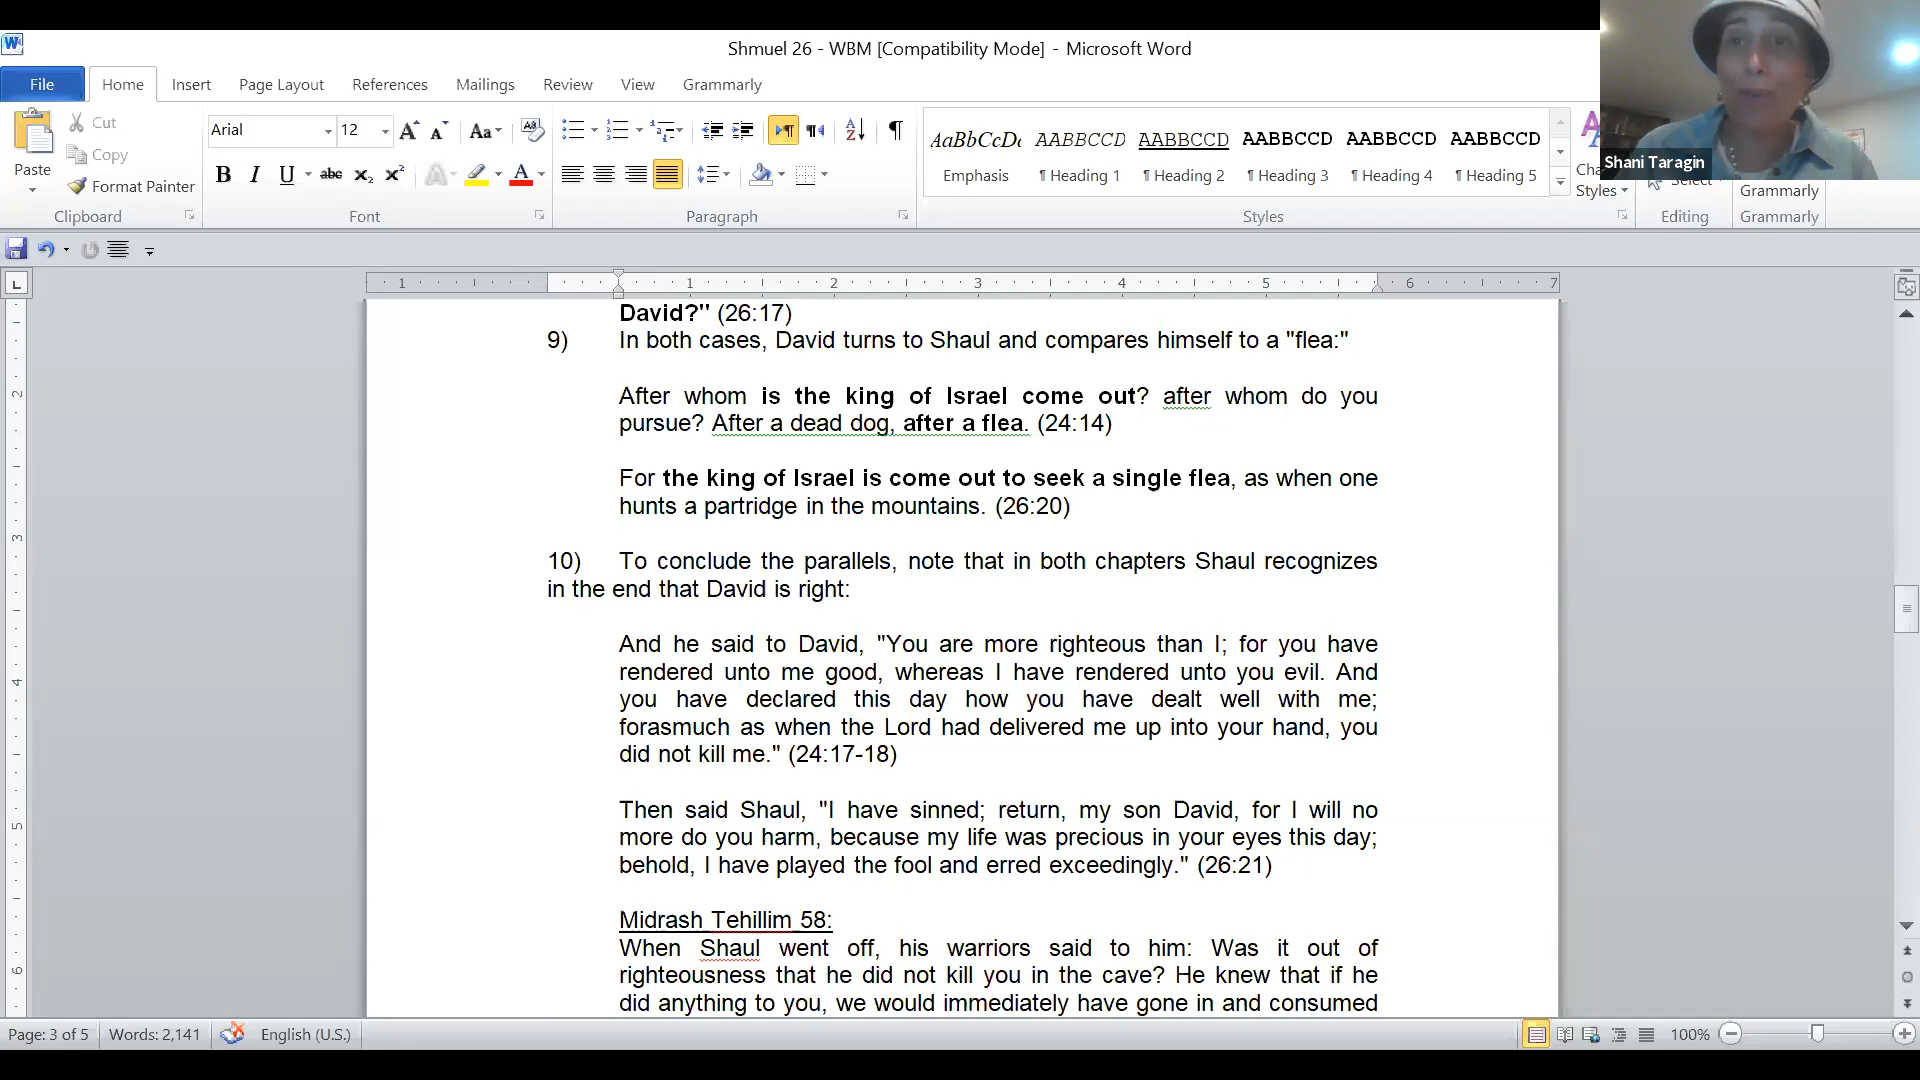 Shmuel 26 - WBM [Compatibility Mode] - Microsoft Word
File Home Insert Page Layout References Mailings Review View Grammarly
Paste
Cut
Copy
Format Painter
Clipboard
Arial 12
Font
Paragraph
AaBbCcDc AABBCCD AABBCCD AABBCCD AABBCCD AABBCCD
Emphasis ¶ Heading 1 ¶ Heading 2 ¶ Heading 3 ¶ Heading 4 ¶ Heading 5
Styles
Styles
Select
Editing
Grammarly
Grammarly
Shani Taragin
1 1 2 3 4 5 6 7
David?" (26:17)
9) In both cases, David turns to Shaul and compares himself to a "flea:"
After whom is the king of Israel come out? after whom do you
pursue? After a dead dog, after a flea. (24:14)
For the king of Israel is come out to seek a single flea, as when one
hunts a partridge in the mountains. (26:20)
10) To conclude the parallels, note that in both chapters Shaul recognizes
in the end that David is right:
And he said to David, "You are more righteous than I; for you have
rendered unto me good, whereas I have rendered unto you evil. And
you have declared this day how you have dealt well with me;
forasmuch as when the Lord had delivered me up into your hand, you
did not kill me." (24:17-18)
Then said Shaul, "I have sinned; return, my son David, for I will no
more do you harm, because my life was precious in your eyes this day;
behold, I have played the fool and erred exceedingly." (26:21)
Midrash Tehillim 58:
When Shaul went off, his warriors said to him: Was it out of
righteousness that he did not kill you in the cave? He knew that if he
did anything to you, we would immediately have gone in and consumed
Page: 3 of 5 Words: 2,141 English (U.S.) 100%